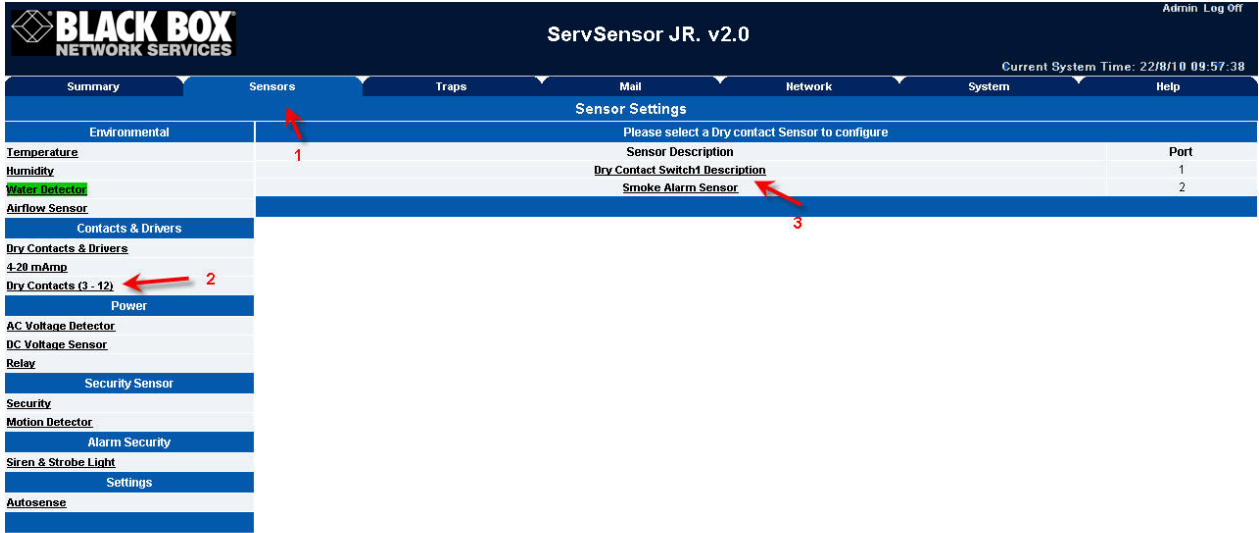 BLACK BOX
NETWORK SERVICES
ServSensor JR. v2.0
Admin Log Off
Current System Time: 22/8/10 09:57:38
Summary Sensors Traps Mail Network System Help
Sensor Settings
Environmental
Temperature
Humidity
Water Detector
Airflow Sensor
Contacts & Drivers
Dry Contacts & Drivers
4-20 mAmp
Dry Contacts (3 - 12)
Power
AC Voltage Detector
DC Voltage Sensor
Relay
Security Sensor
Security
Motion Detector
Alarm Security
Siren & Strobe Light
Settings
Autosense
Please select a Dry contact Sensor to configure
Sensor Description Port
Dry Contact Switch1 Description 1
Smoke Alarm Sensor 2
1
2
3